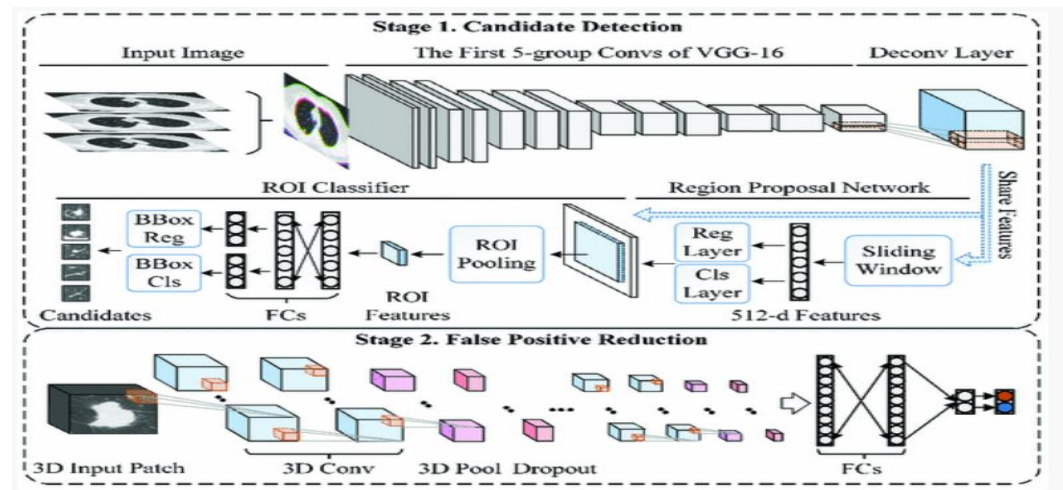 Stage 1. Candidate Detection
Input Image
The First 5-group Convs of VGG-16
Deconv Layer
ROI Classifier
Region Proposal Network
Share Features
BBox
Reg
BBox
Cls
ROI
Pooling
Reg
Layer
Cls
Layer
Sliding
Window
Candidates
FCs
ROI
Features
512-d Features
Stage 2. False Positive Reduction
3D Input Patch
3D Conv
3D Pool
Dropout
FCs